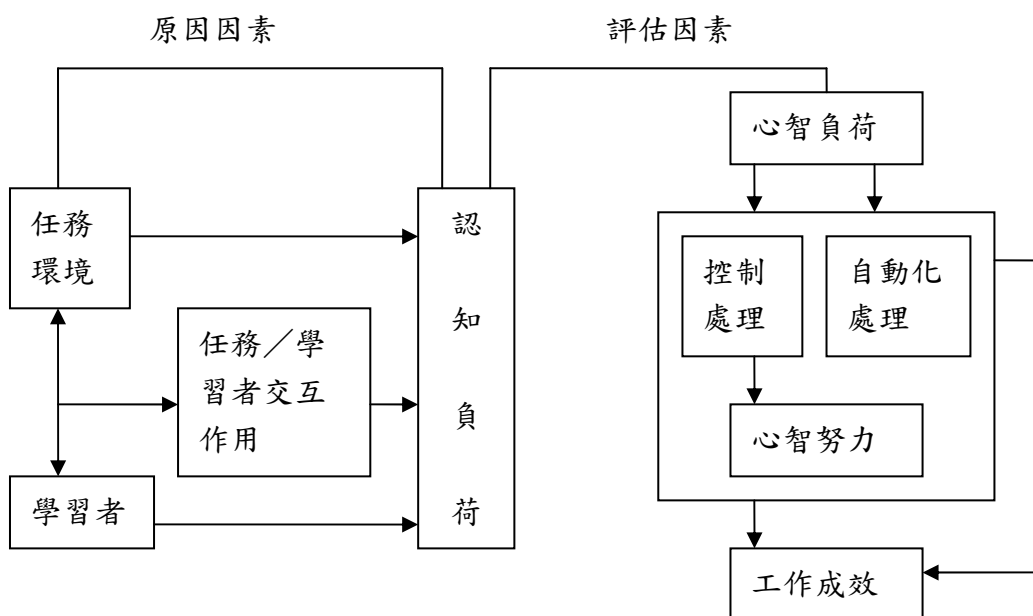 原因因素
評估因素
心智負荷
任務
環境
認
知
負
荷
控制
處理
自動化
處理
任務／學
習者交互
作用
心智努力
學習者
工作成效